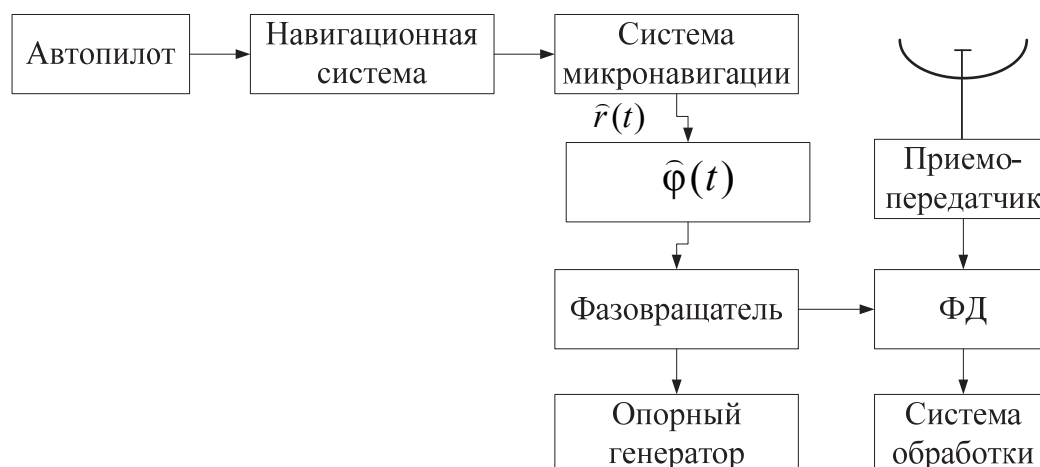 Автопилот
Навигационная
система
Система
микронавигации
r̂(t)
φ̂(t)
Приемо-
передатчик
Фазовращатель
ФД
Опорный
генератор
Система
обработки